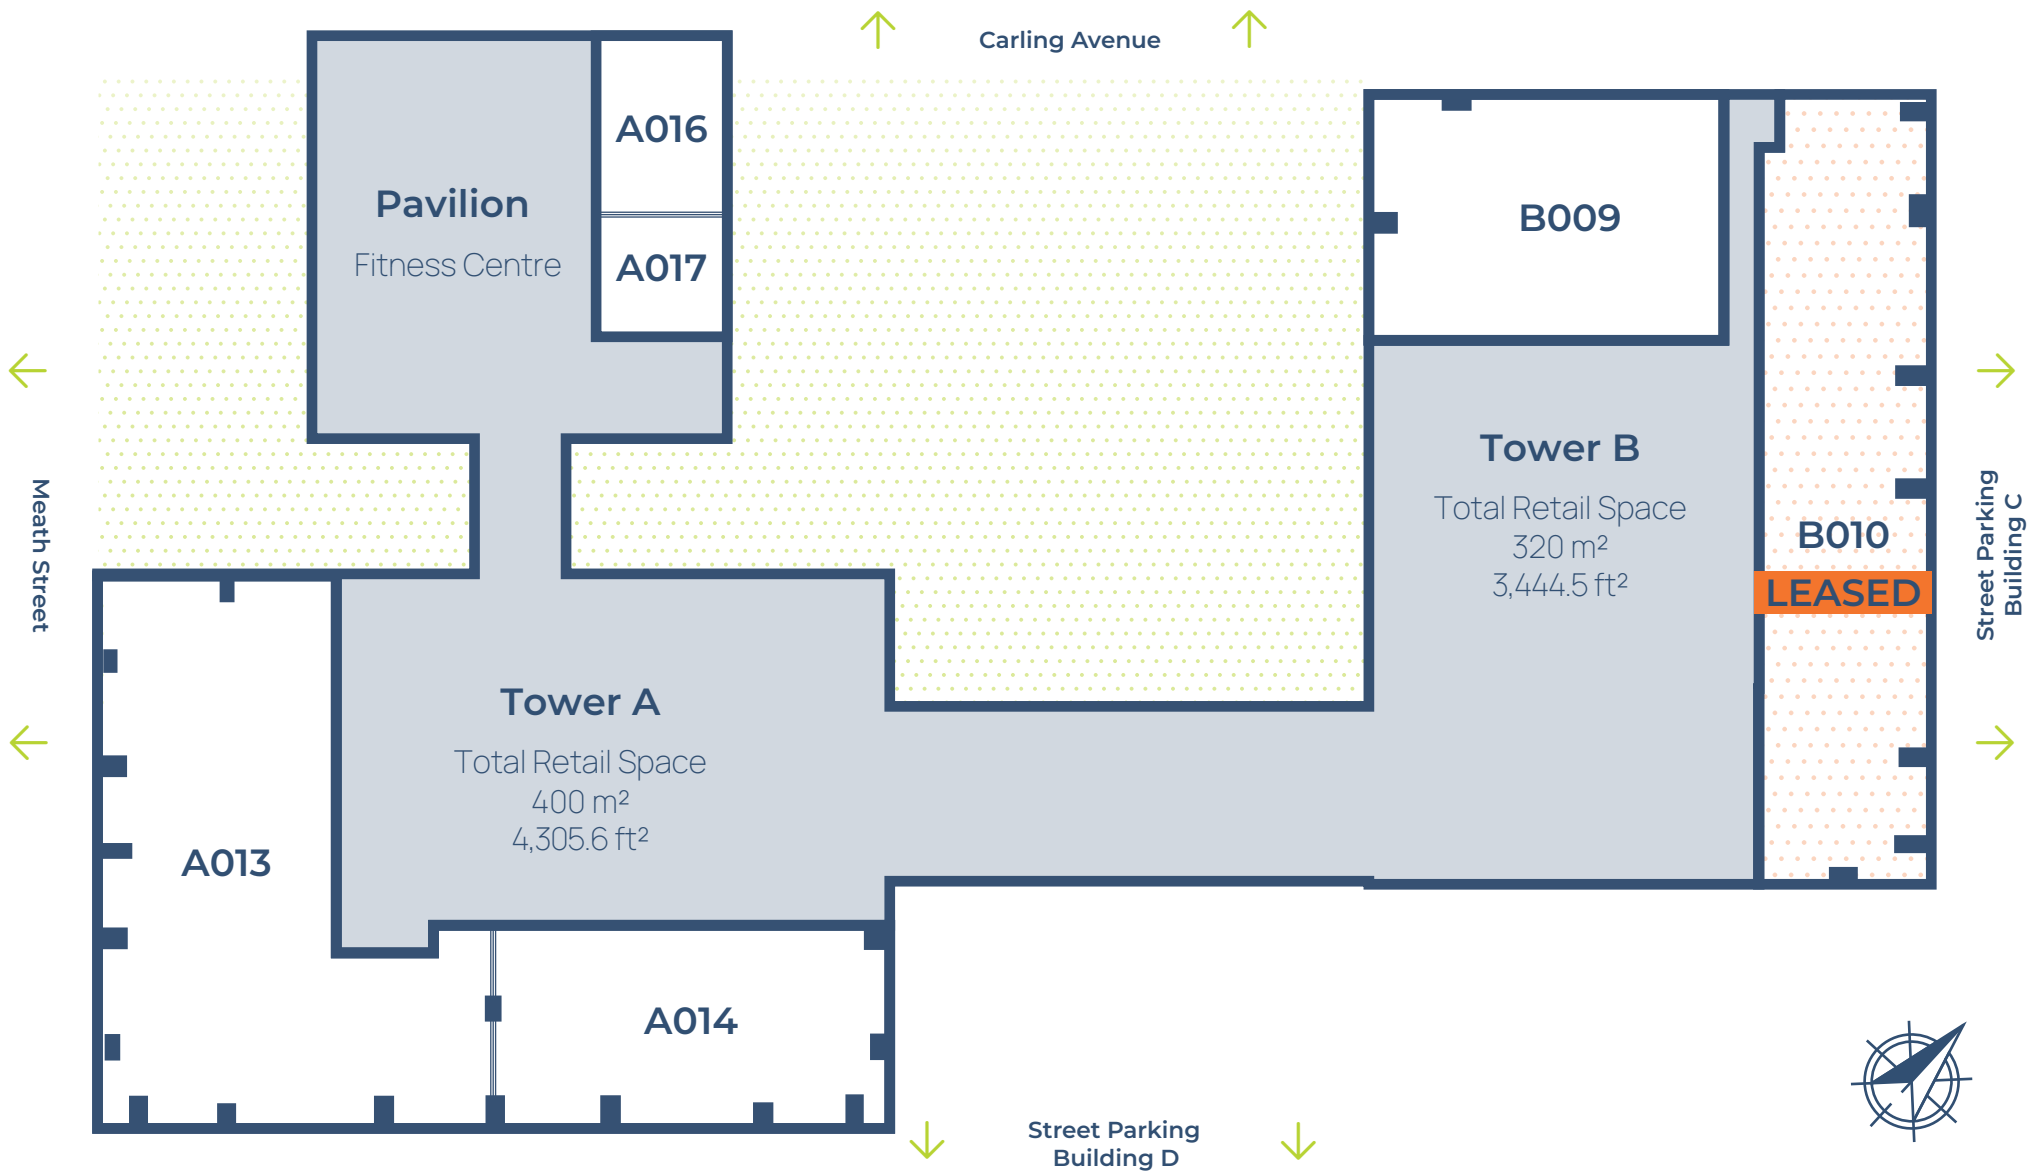 Carling Avenue
A016
Pavilion
Fitness Centre
A017
B009
Tower B
Total Retail Space
320 m²
3,444.5 ft²
B010
LEASED
Meath Street
Street Parking
Building C
Tower A
Total Retail Space
400 m²
4,305.6 ft²
A013
A014
Street Parking
Building D